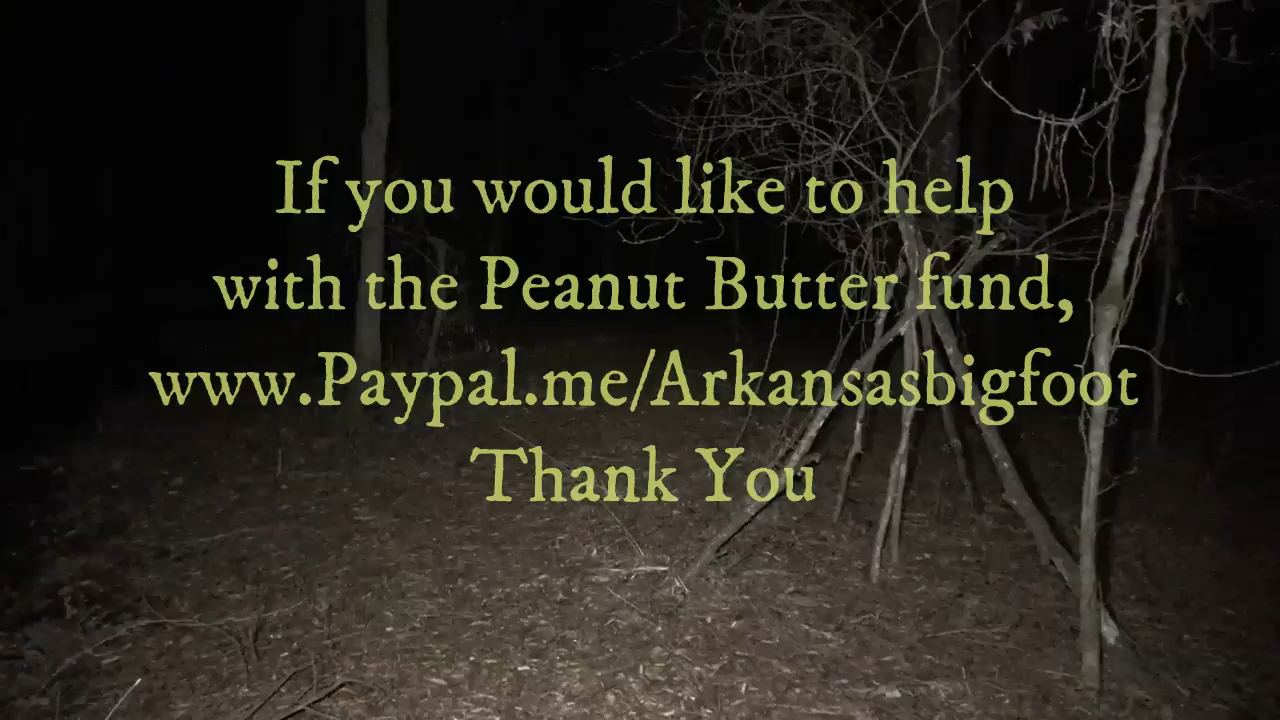 If you would like to help
with the Peanut Butter fund,
www.Paypal.me/Arkansasbigfoot
Thank You